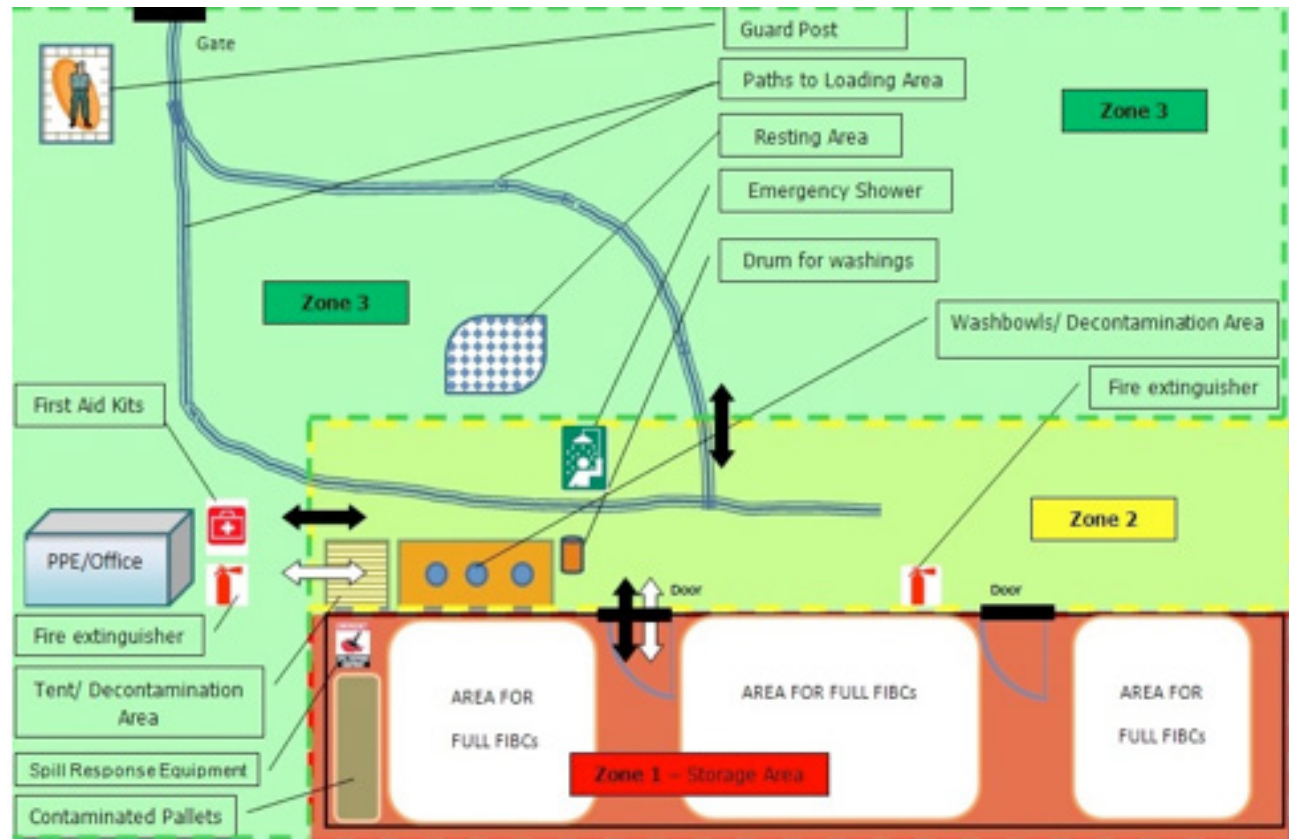 Gate
Guard Post
Paths to Loading Area
Zone 3
Resting Area
Emergency Shower
Drum for washings
Zone 3
Washbowls/ Decontamination Area
Fire extinguisher
First Aid Kits
Zone 2
PPE/Office
Door
Door
Fire extinguisher
Tent/ Decontamination
Area
AREA FOR
FULL FIBCs
AREA FOR FULL FIBCs
AREA FOR
FULL FIBCs
Spill Response Equipment
Zone 1 – Storage Area
Contaminated Pallets